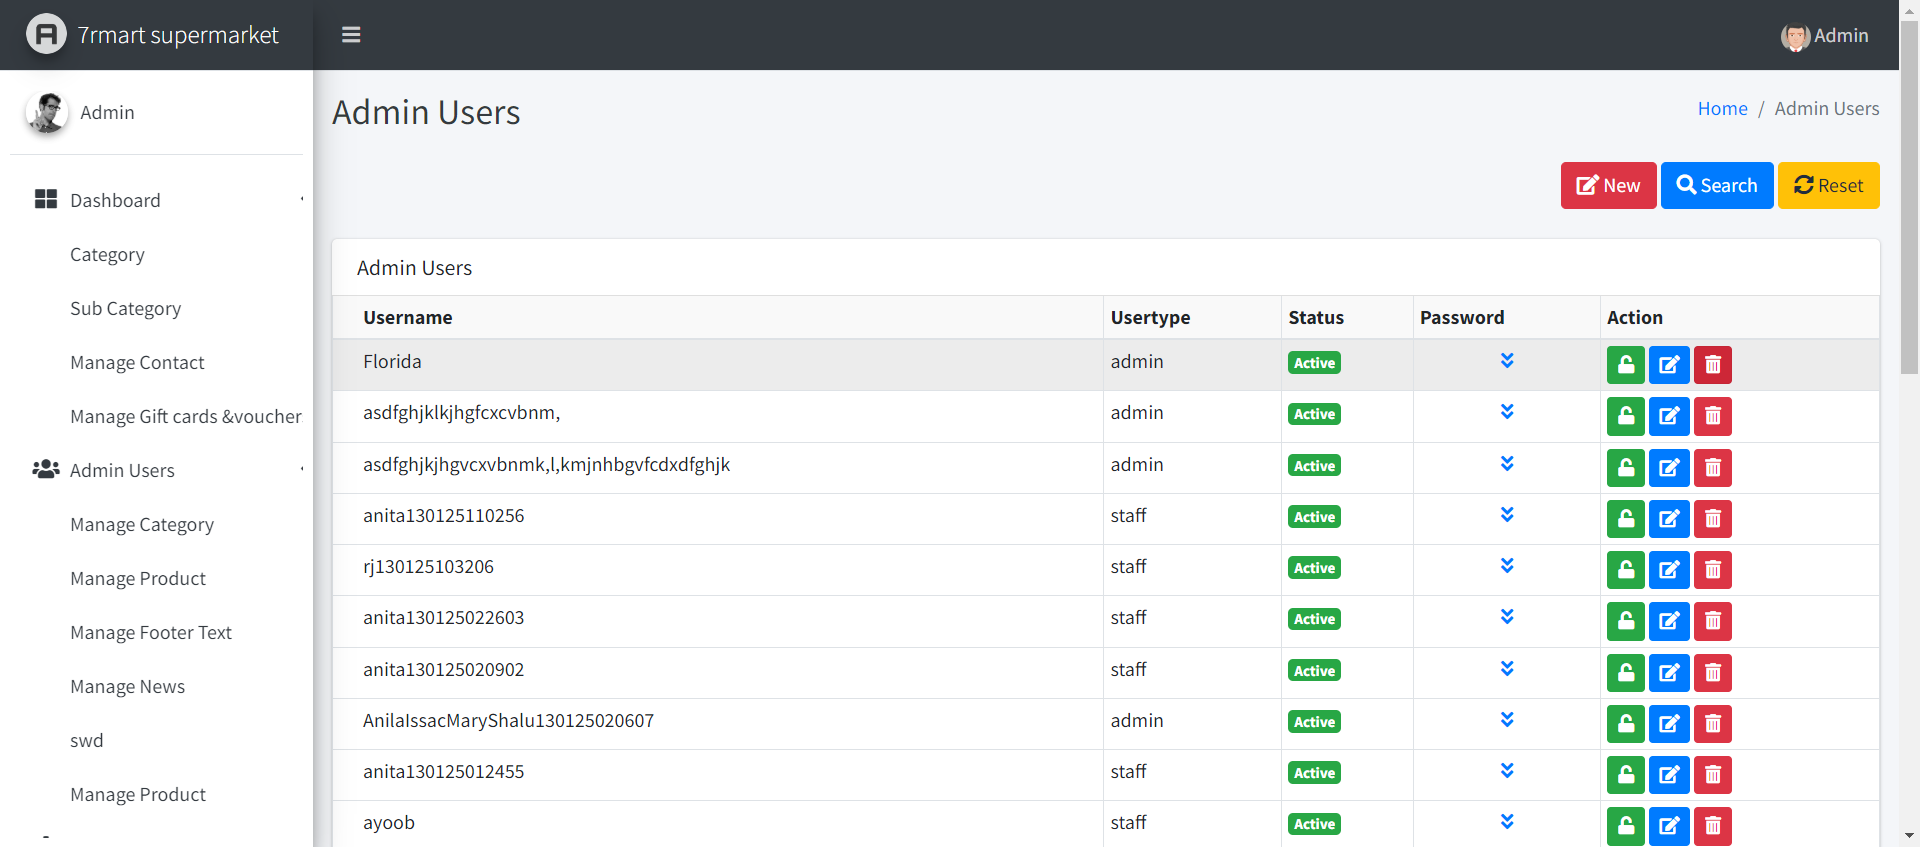 7rmart supermarket
Admin
Admin
Admin Users
Home / Admin Users
New Search Reset
Dashboard
Category
Sub Category
Manage Contact
Manage Gift cards &voucher
Admin Users
Manage Category
Manage Product
Manage Footer Text
Manage News
swd
Manage Product
Admin Users
Username Usertype Status Password Action
Florida admin Active
asdfghjklkjhgfcxcvbnm, admin Active
asdfghjkjhgvcxvbnmk,l,kmjnhbgvfcdxdfghjk admin Active
anita130125110256 staff Active
rj130125103206 staff Active
anita130125022603 staff Active
anita130125020902 staff Active
AnilaIssacMaryShalu130125020607 admin Active
anita130125012455 staff Active
ayoob staff Active